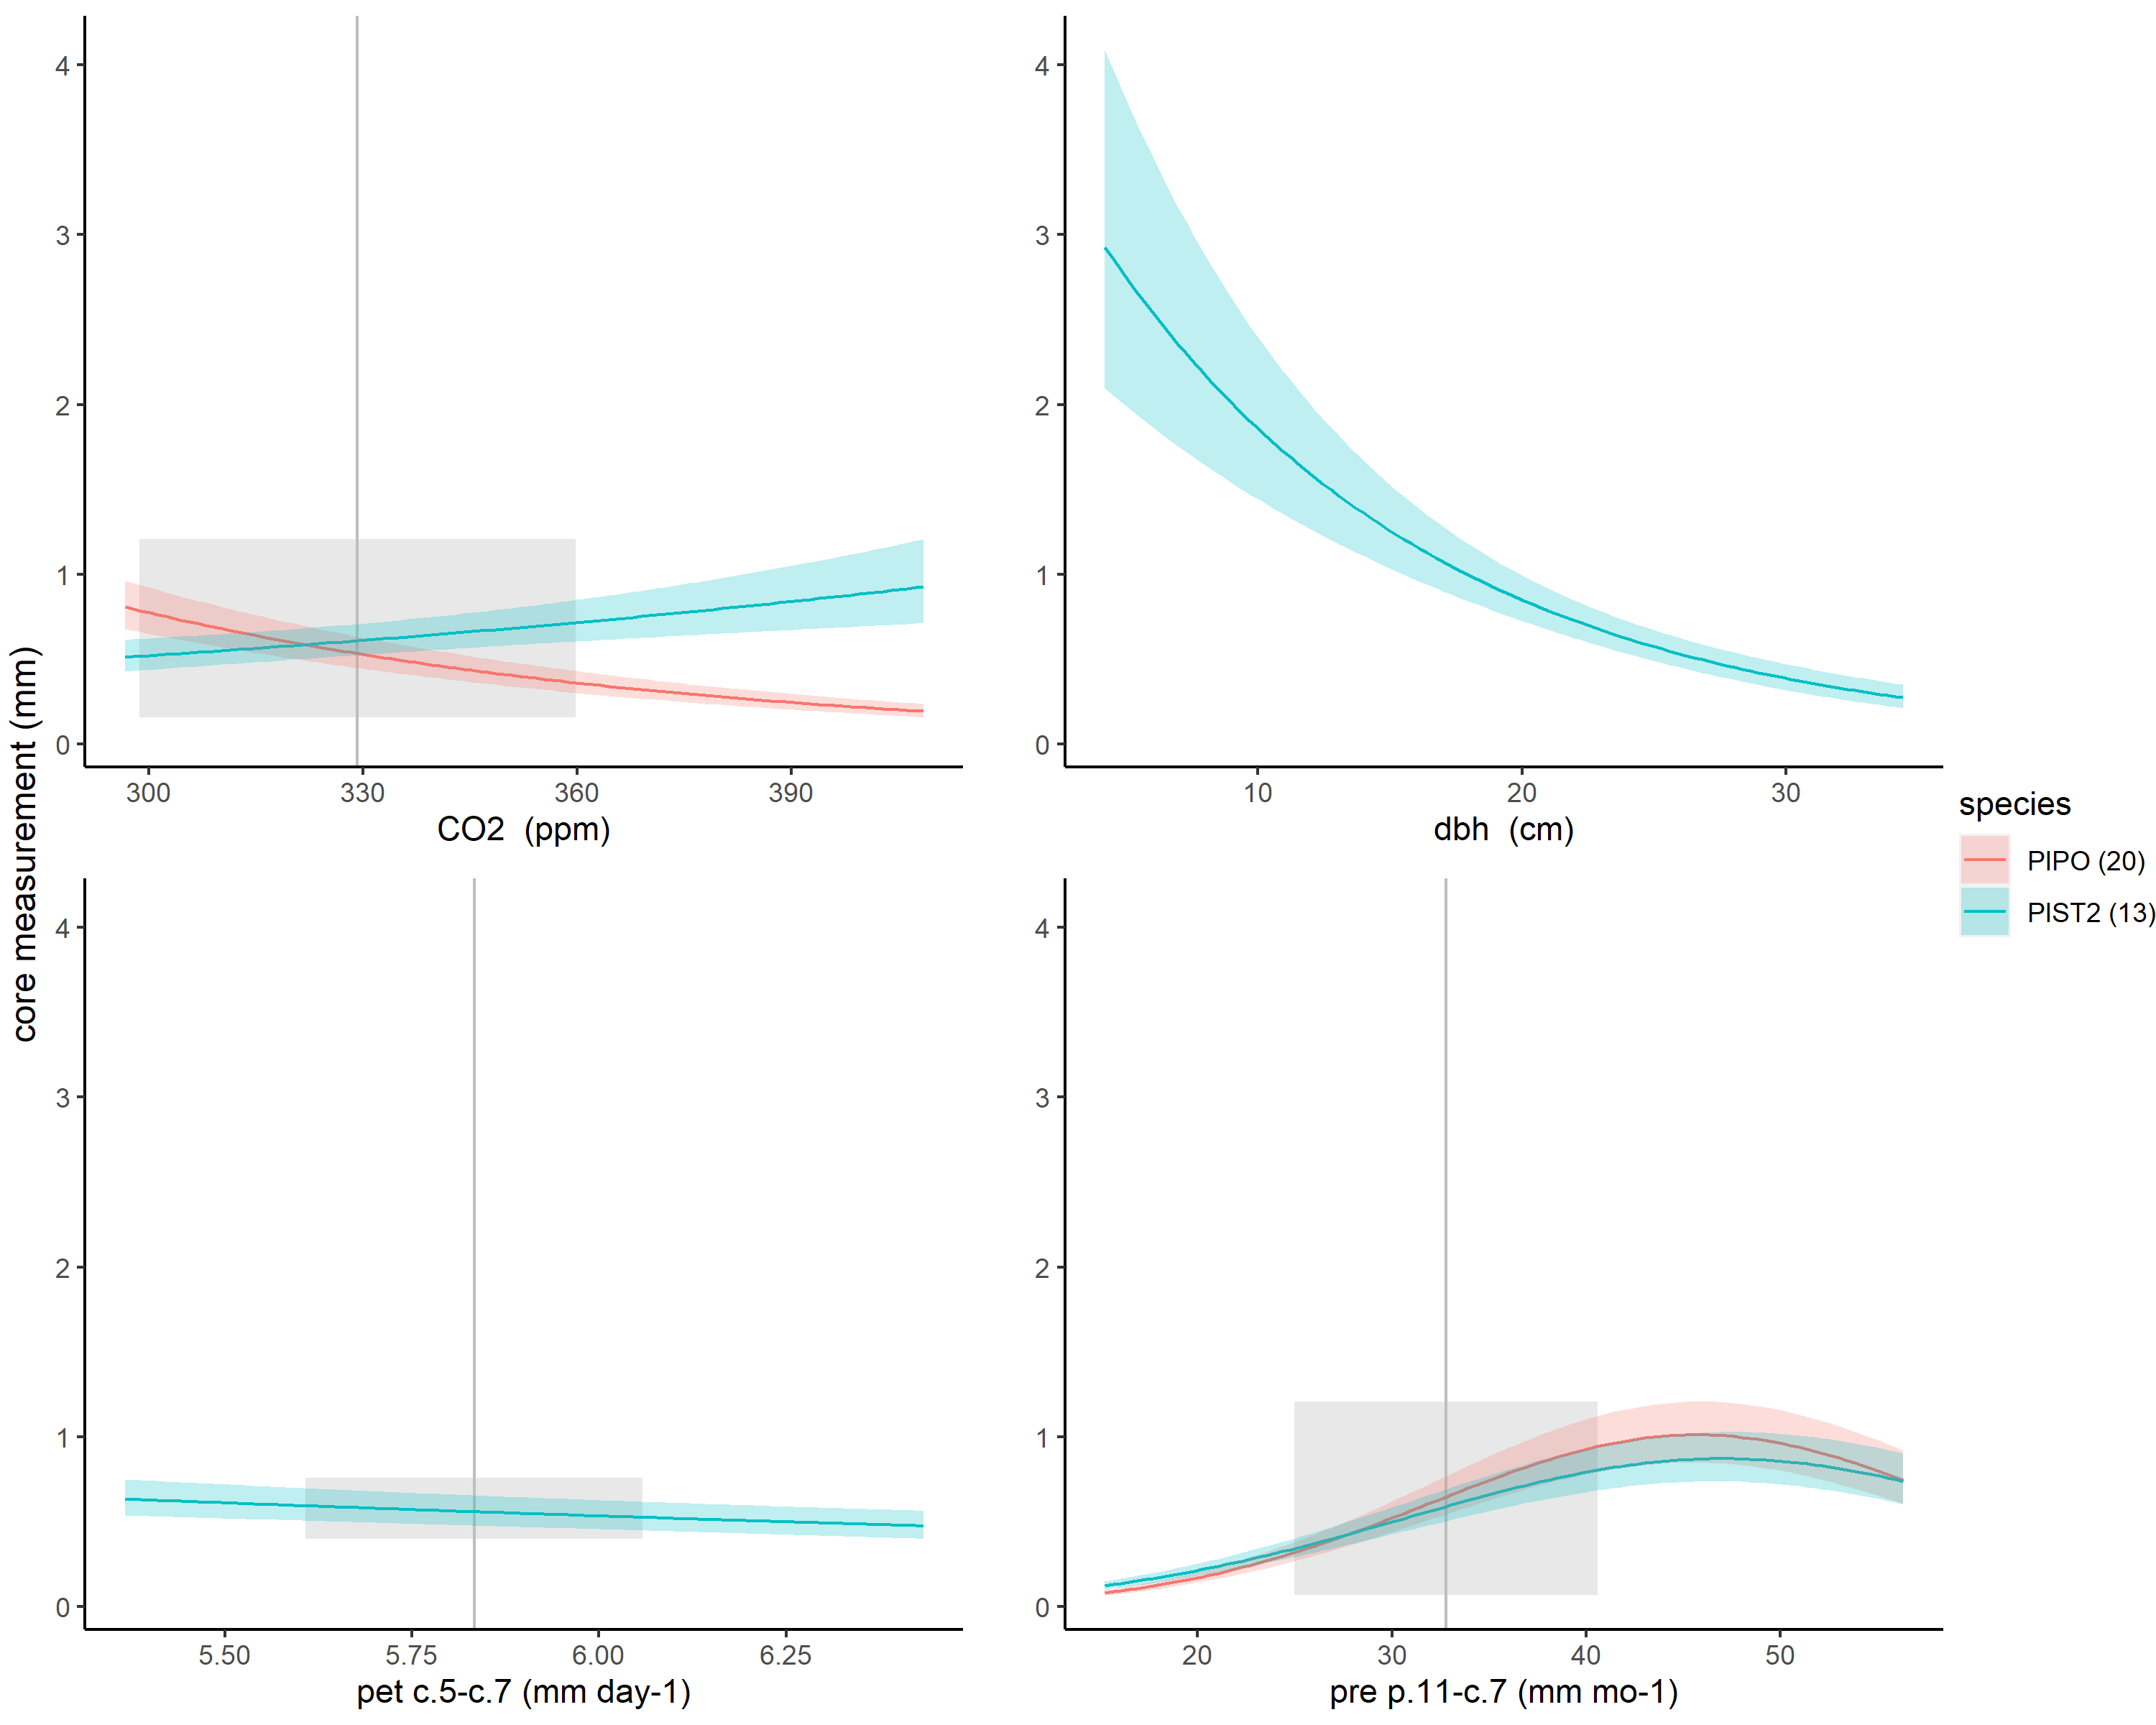 core measurement (mm)
4
3
2
1
0
300 330 360 390
CO2 (ppm)
4
3
2
1
0
10 20 30
dbh (cm)
4
3
2
1
0
5.50 5.75 6.00 6.25
pet c.5-c.7 (mm day-1)
4
3
2
1
0
20 30 40 50
pre p.11-c.7 (mm mo-1)
species
PIPO (20)
PIST2 (13)